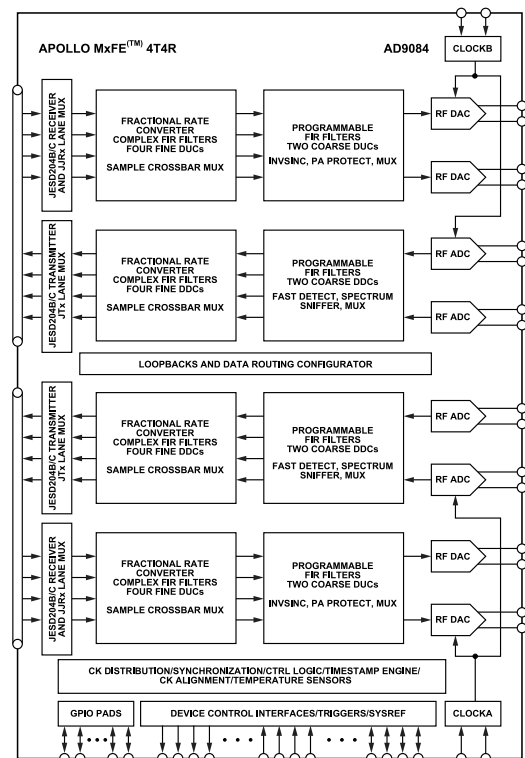 APOLLO MxFE(TM) 4T4R
AD9084
CLOCKB
JESD204B/C RECEIVER
AND JJRx LANE MUX
FRACTIONAL RATE
CONVERTER
COMPLEX FIR FILTERS
FOUR FINE DUCs
SAMPLE CROSSBAR MUX
PROGRAMMABLE
FIR FILTERS
TWO COARSE DUCs
INVSINC, PA PROTECT, MUX
RF DAC
RF DAC
JESD204B/C TRANSMITTER
JTx LANE MUX
FRACTIONAL RATE
CONVERTER
COMPLEX FIR FILTERS
FOUR FINE DDCs
SAMPLE CROSSBAR MUX
PROGRAMMABLE
FIR FILTERS
TWO COARSE DDCs
FAST DETECT, SPECTRUM
SNIFFER, MUX
RF ADC
RF ADC
LOOPBACKS AND DATA ROUTING CONFIGURATOR
JESD204B/C TRANSMITTER
JTx LANE MUX
FRACTIONAL RATE
CONVERTER
COMPLEX FIR FILTERS
FOUR FINE DDCs
SAMPLE CROSSBAR MUX
PROGRAMMABLE
FIR FILTERS
TWO COARSE DDCs
FAST DETECT, SPECTRUM
SNIFFER, MUX
RF ADC
RF ADC
JESD204B/C RECEIVER
AND JJRx LANE MUX
FRACTIONAL RATE
CONVERTER
COMPLEX FIR FILTERS
FOUR FINE DUCs
SAMPLE CROSSBAR MUX
PROGRAMMABLE
FIR FILTERS
TWO COARSE DUCs
INVSINC, PA PROTECT, MUX
RF DAC
RF DAC
CK DISTRIBUTION/SYNCHRONIZATION/CTRL LOGIC/TIMESTAMP ENGINE/
CK ALIGNMENT/TEMPERATURE SENSORS
GPIO PADS
DEVICE CONTROL INTERFACES/TRIGGERS/SYSREF
CLOCKA